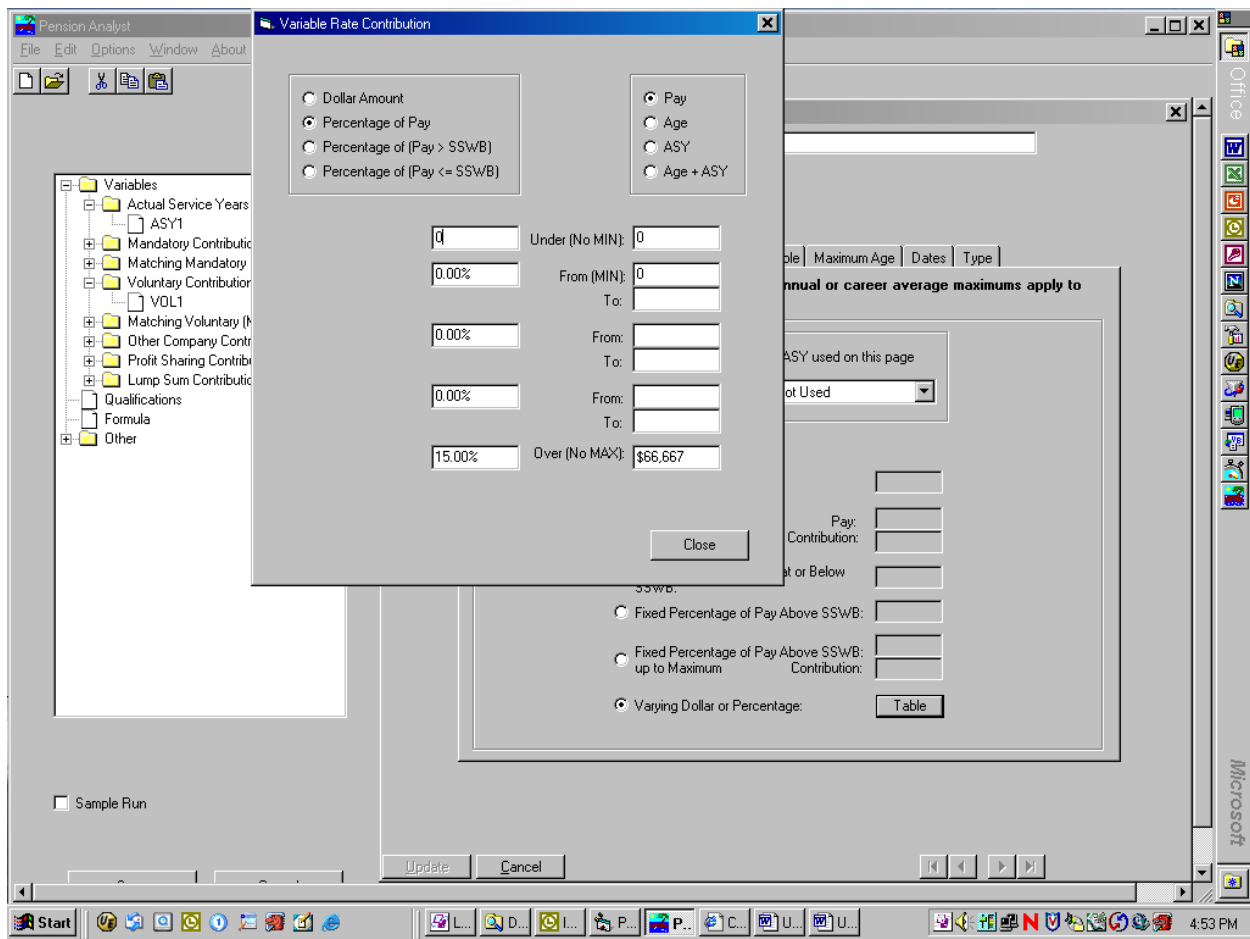 Pension Analyst
File Edit Options Window About
Variable Rate Contribution
Dollar Amount
Percentage of Pay
Percentage of (Pay > SSWB)
Percentage of (Pay <= SSWB)
Pay
Age
ASY
Age + ASY
0 Under (No MIN): 0
0.00% From (MIN): 0
To:
0.00% From:
To:
0.00% From:
To:
15.00% Over (No MAX): $66,667
Close
Variables
Actual Service Years
ASY1
Mandatory Contributio
Matching Mandatory
Voluntary Contribution
VOL1
Matching Voluntary (
Other Company Contr
Profit Sharing Contrib
Lump Sum Contributio
Qualifications
Formula
Other
Sample Run
ble Maximum Age Dates Type
nnual or career average maximums apply to
ASY used on this page
ot Used
Pay:
Contribution:
at or Below
SSWB:
Fixed Percentage of Pay Above SSWB:
Fixed Percentage of Pay Above SSWB:
up to Maximum Contribution:
Varying Dollar or Percentage: Table
Update Cancel
Office
Microsoft
Start L... D... I... P... P.. C... U... U... 4:53 PM